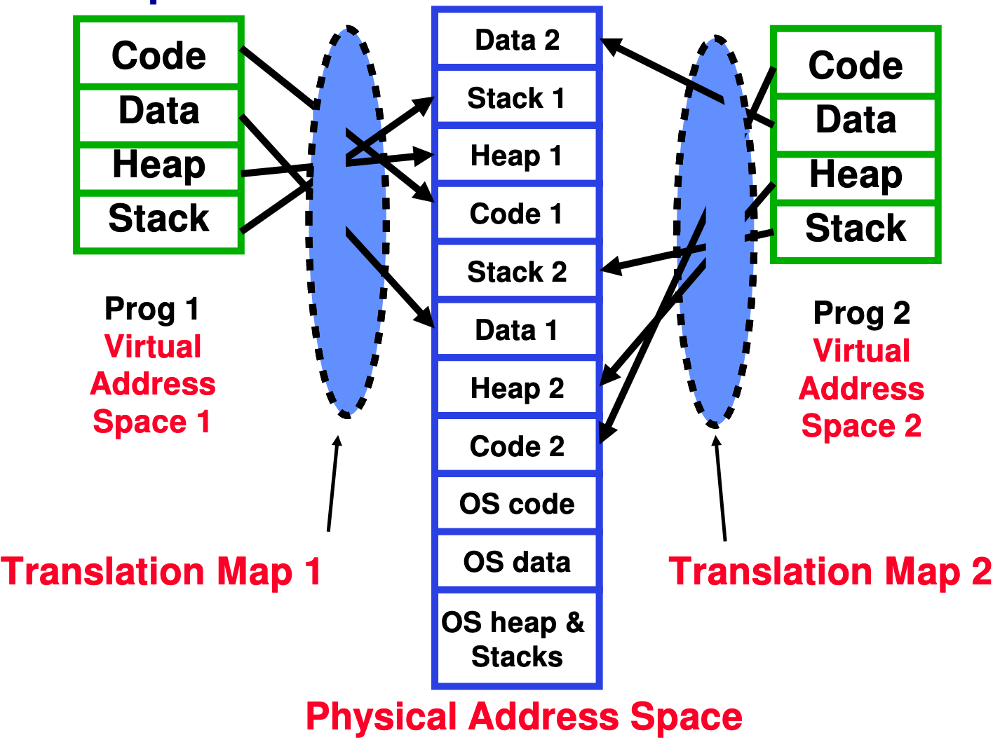 Code
Data
Heap
Stack
Prog 1
Virtual
Address
Space 1
Translation Map 1
Data 2
Stack 1
Heap 1
Code 1
Stack 2
Data 1
Heap 2
Code 2
OS code
OS data
OS heap &
Stacks
Physical Address Space
Code
Data
Heap
Stack
Prog 2
Virtual
Address
Space 2
Translation Map 2